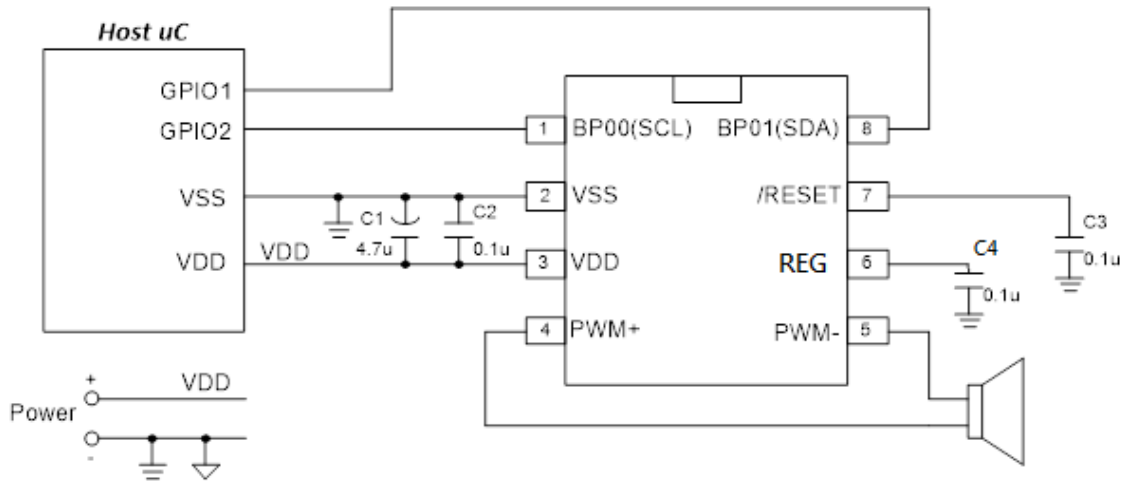 Host uC
GPIO1
GPIO2
VSS
VDD
VDD
C1
4.7u
C2
0.1u
1 BP00(SCL) BP01(SDA) 8
2 VSS /RESET 7
3 VDD REG 6
4 PWM+ PWM- 5
C3
0.1u
C4
0.1u
+ VDD
Power
-